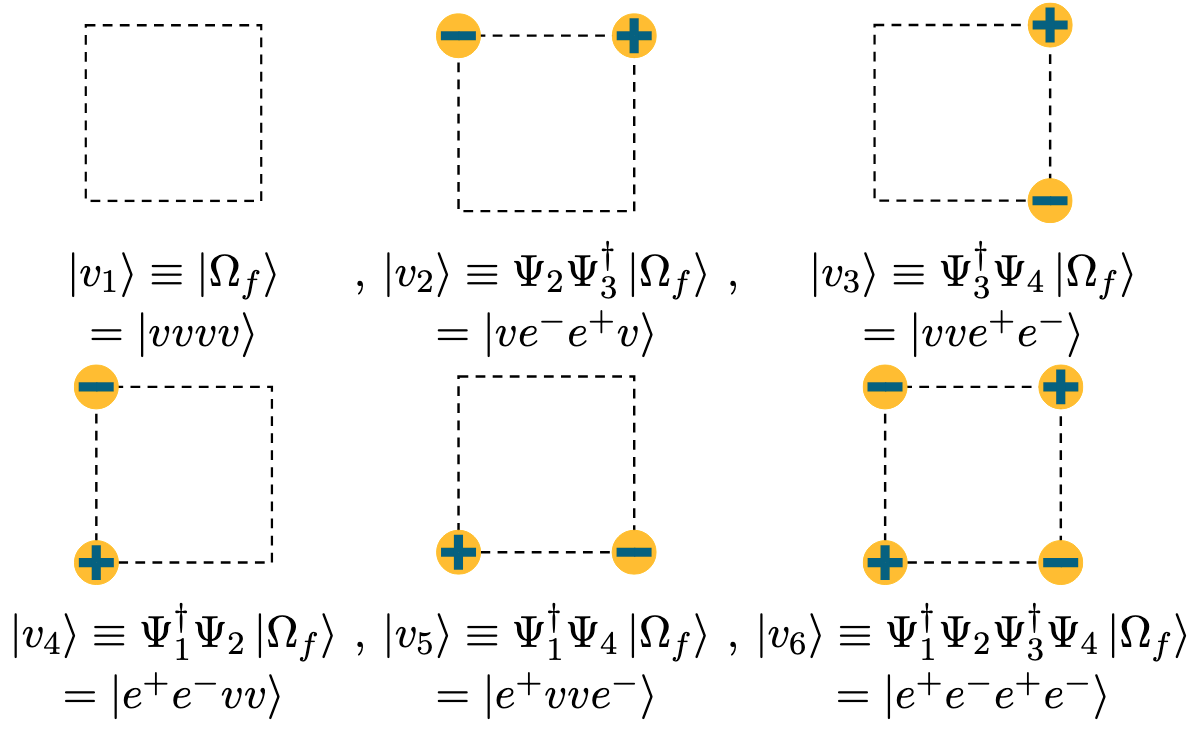 − +
+
−
|v₁⟩ ≡ |Ω_f⟩ , |v₂⟩ ≡ Ψ₂Ψ₃† |Ω_f⟩ , |v₃⟩ ≡ Ψ₃†Ψ₄ |Ω_f⟩
= |vvvv⟩ = |ve⁻e⁺v⟩ = |vve⁺e⁻⟩
− − +
+ + − + −
|v₄⟩ ≡ Ψ₁†Ψ₂ |Ω_f⟩ , |v₅⟩ ≡ Ψ₁†Ψ₄ |Ω_f⟩ , |v₆⟩ ≡ Ψ₁†Ψ₂Ψ₃†Ψ₄ |Ω_f⟩
= |e⁺e⁻vv⟩ = |e⁺vve⁻⟩ = |e⁺e⁻e⁺e⁻⟩